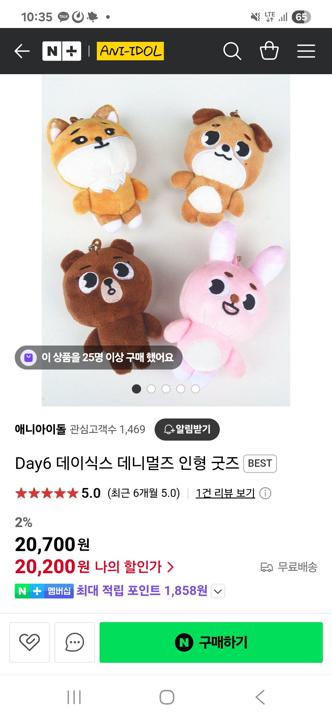 10:35
LTE
65
N+ | ANI-IDOL
이 상품을 25명 이상 구매 했어요
애니아이돌 관심고객수 1,469 알림받기
Day6 데이식스 데니멀즈 인형 굿즈 BEST
★★★★★ 5.0 (최근 6개월 5.0) 1건 리뷰 보기
2%
20,700원
20,200원 나의 할인가 >
무료배송
N+ 멤버십 최대 적립 포인트 1,858원
N 구매하기